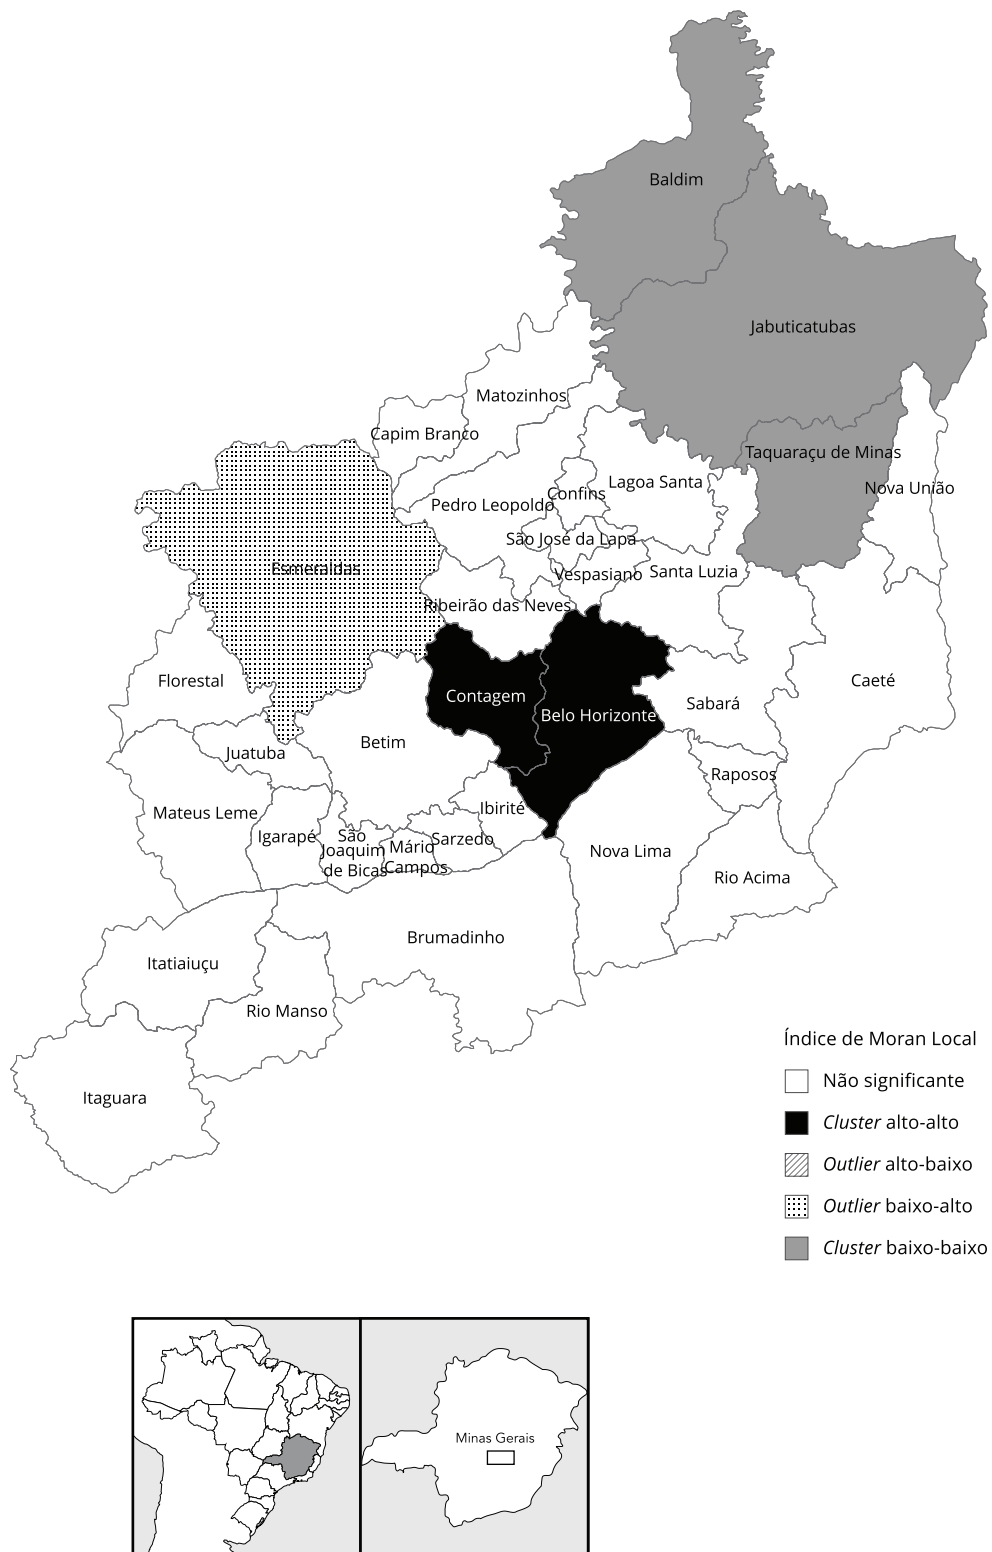 Baldim
Jabuticatubas
Matozinhos
Capim Branco
Taquaraçu de Minas
Lagoa Santa
Nova União
Confins
Pedro Leopoldo
São José da Lapa
Esmeraldas
Vespasiano
Santa Luzia
Ribeirão das Neves
Florestal
Caeté
Contagem
Sabará
Belo Horizonte
Betim
Juatuba
Raposos
Mateus Leme
Ibirité
Igarapé
São
Joaquim
de Bicas
Mário
Campos
Sarzedo
Nova Lima
Rio Acima
Brumadinho
Itatiaiuçu
Rio Manso
Itaguara
Índice de Moran Local
Não significante
Cluster alto-alto
Outlier alto-baixo
Outlier baixo-alto
Cluster baixo-baixo
Minas Gerais